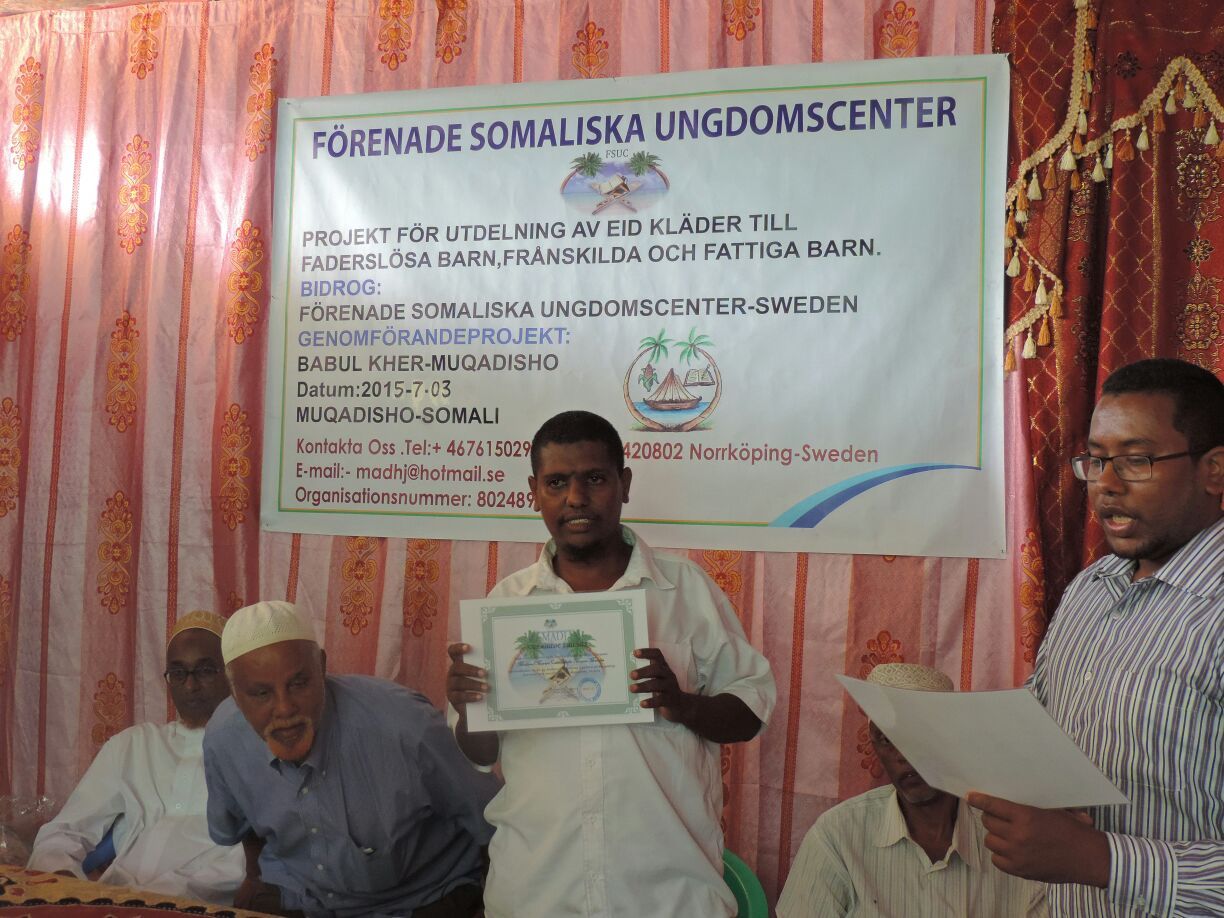 FÖRENADE SOMALISKA UNGDOMSCENTER
FSUC
PROJEKT FÖR UTDELNING AV EID KLÄDER TILL
FADERSLÖSA BARN,FRÅNSKILDA OCH FATTIGA BARN.
BIDROG:
FÖRENADE SOMALISKA UNGDOMSCENTER-SWEDEN
GENOMFÖRANDEPROJEKT:
BABUL KHER-MUQADISHO
Datum:2015-7-03
MUQADISHO-SOMALI
Kontakta Oss .Tel:+ 467615029 420802 Norrköping-Sweden
E-mail:- madhj@hotmail.se
Organisationsnummer: 802489